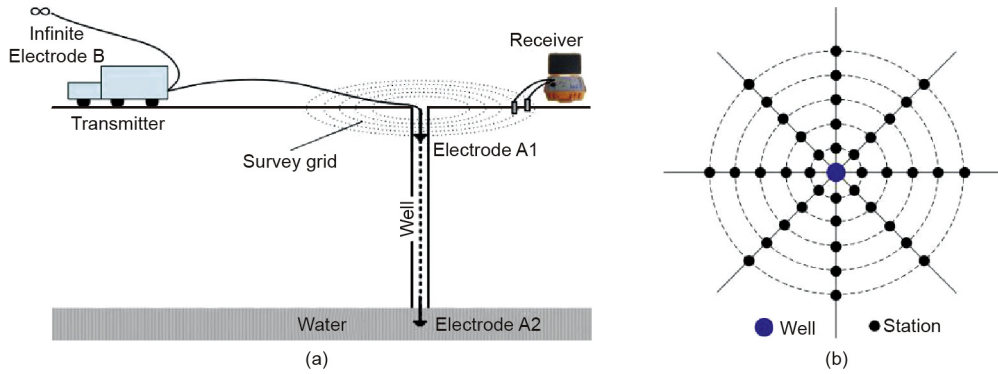 ∞
Infinite
Electrode B
Receiver
Transmitter
Survey grid
Electrode A1
Well
Water
Electrode A2
(a)
Well
Station
(b)